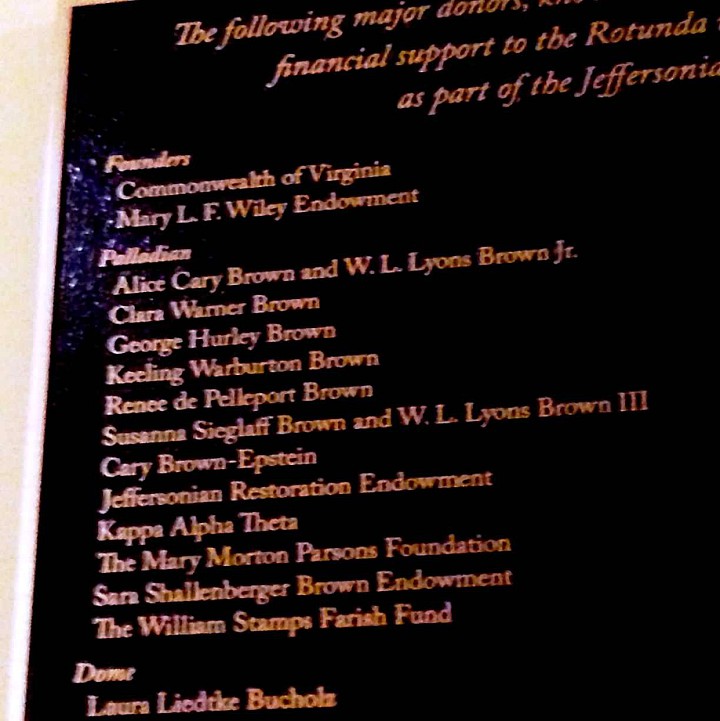 The following major donors,
financial support to the Rotunda
as part of the Jeffersonia
Founders
Commonwealth of Virginia
Mary L. F. Wiley Endowment
Palladian
Alice Cary Brown and W. L. Lyons Brown Jr.
Clara Warner Brown
George Hurley Brown
Keeling Warburton Brown
Renee de Pelleport Brown
Susanna Sieglaff Brown and W. L. Lyons Brown III
Cary Brown-Epstein
Jeffersonian Restoration Endowment
Kappa Alpha Theta
The Mary Morton Parsons Foundation
Sara Shallenberger Brown Endowment
The William Stamps Farish Fund
Dome
Laura Liedtke Bucholz